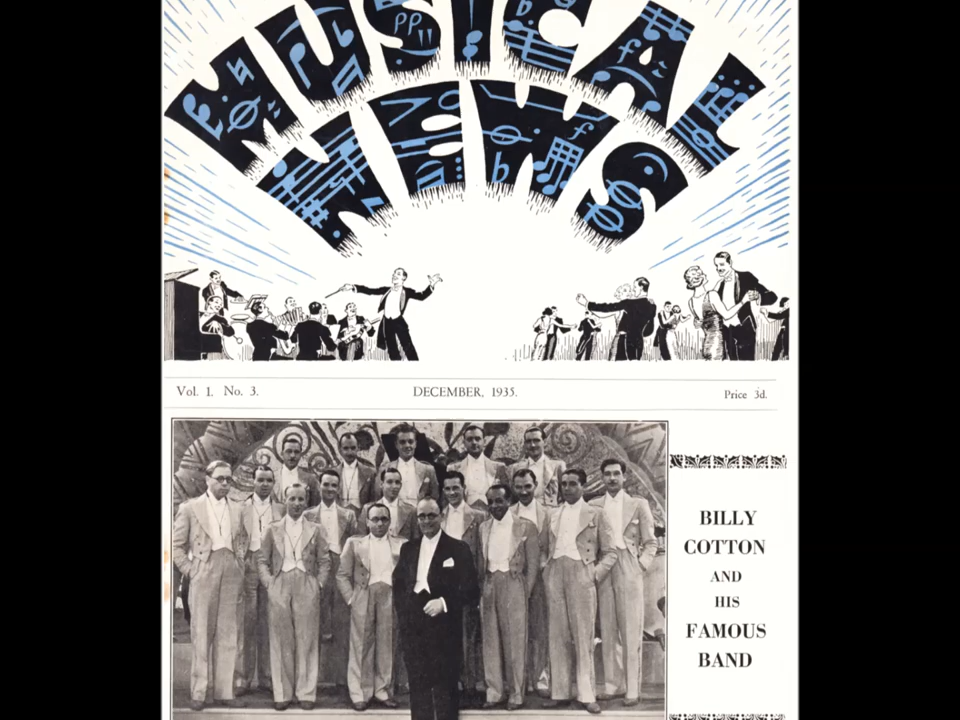 MUSICAL
NEWS
Vol. 1. No. 3.
DECEMBER, 1935.
Price 3d.
BILLY
COTTON
AND
HIS
FAMOUS
BAND